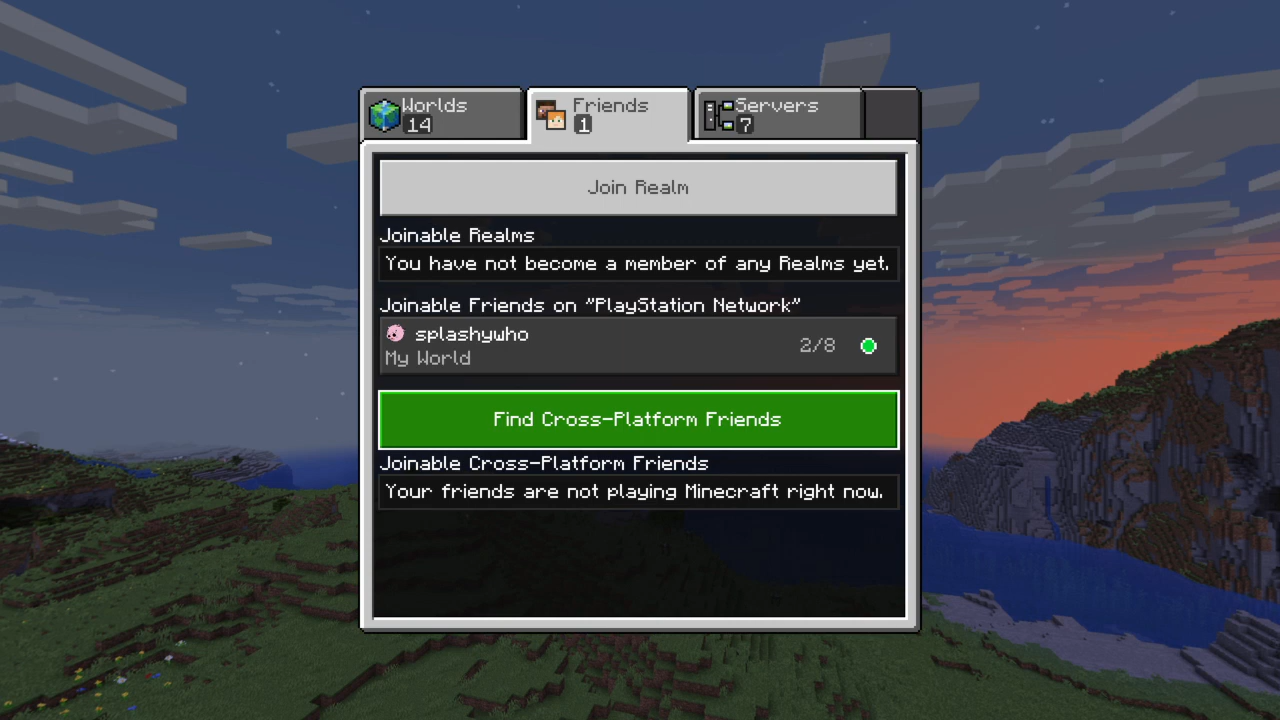 Worlds
14
Friends
1
Servers
7
Join Realm
Joinable Realms
You have not become a member of any Realms yet.
Joinable Friends on "PlayStation Network"
splashywho
My World
2/8
Find Cross-Platform Friends
Joinable Cross-Platform Friends
Your friends are not playing Minecraft right now.